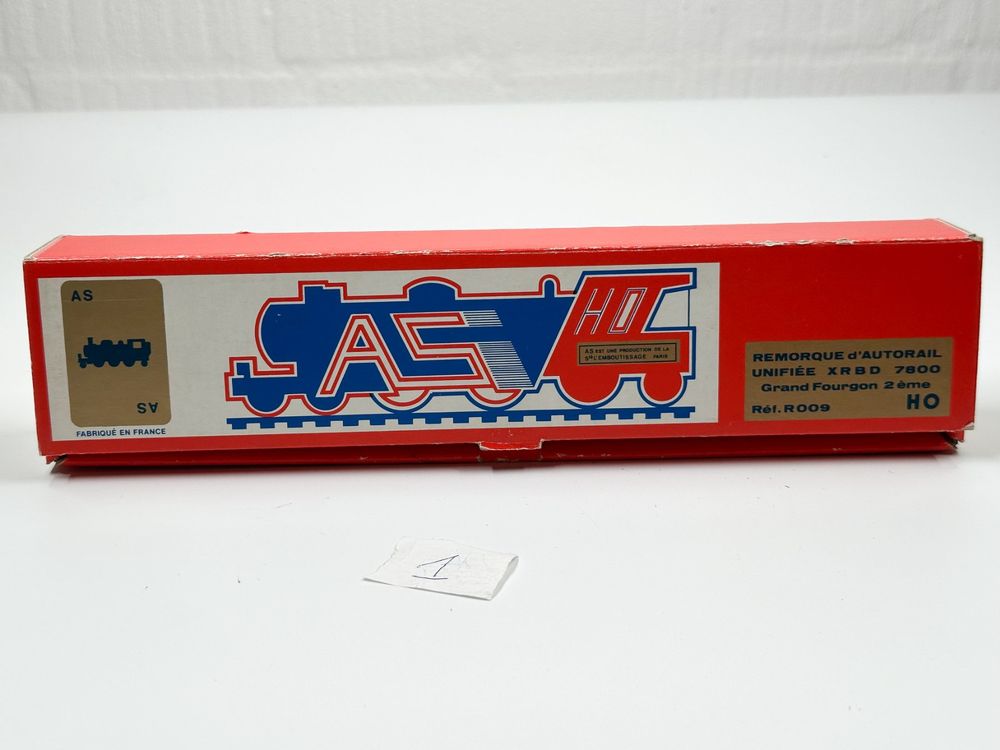 AS
AS
FABRIQUÉ EN FRANCE
AS
HO
AS EST UNE PRODUCTION DE LA
Sté L'EMBOUTISSAGE PARIS
REMORQUE d'AUTORAIL
UNIFIÉE XRBD 7800
Grand Fourgon 2ème
Réf. R009 HO
1